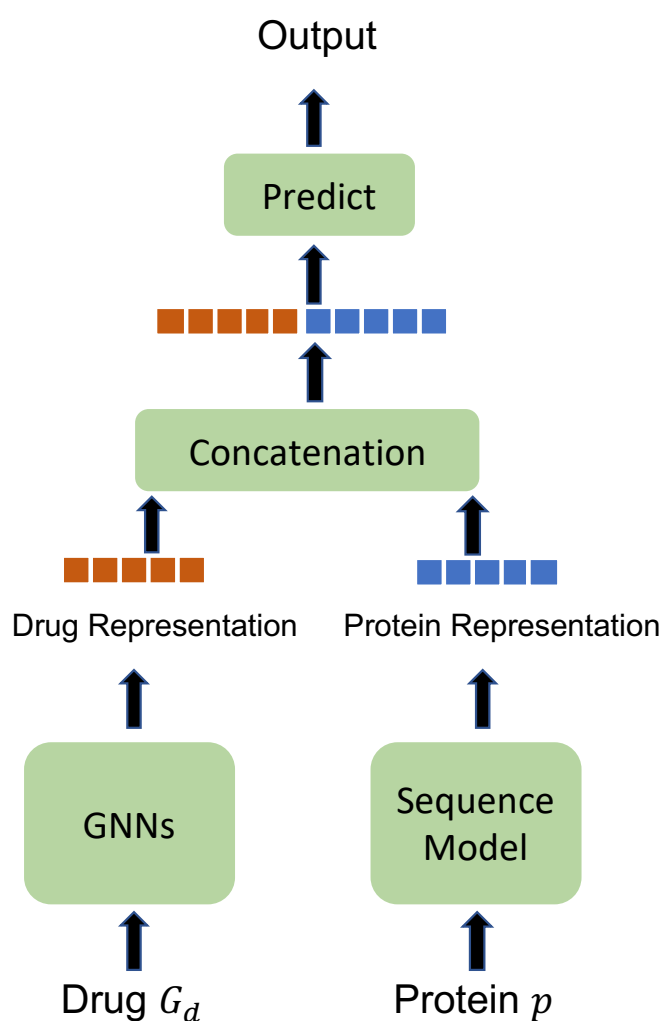 Output
Predict
Concatenation
Drug Representation
Protein Representation
GNNs
Sequence
Model
Drug G_d
Protein p